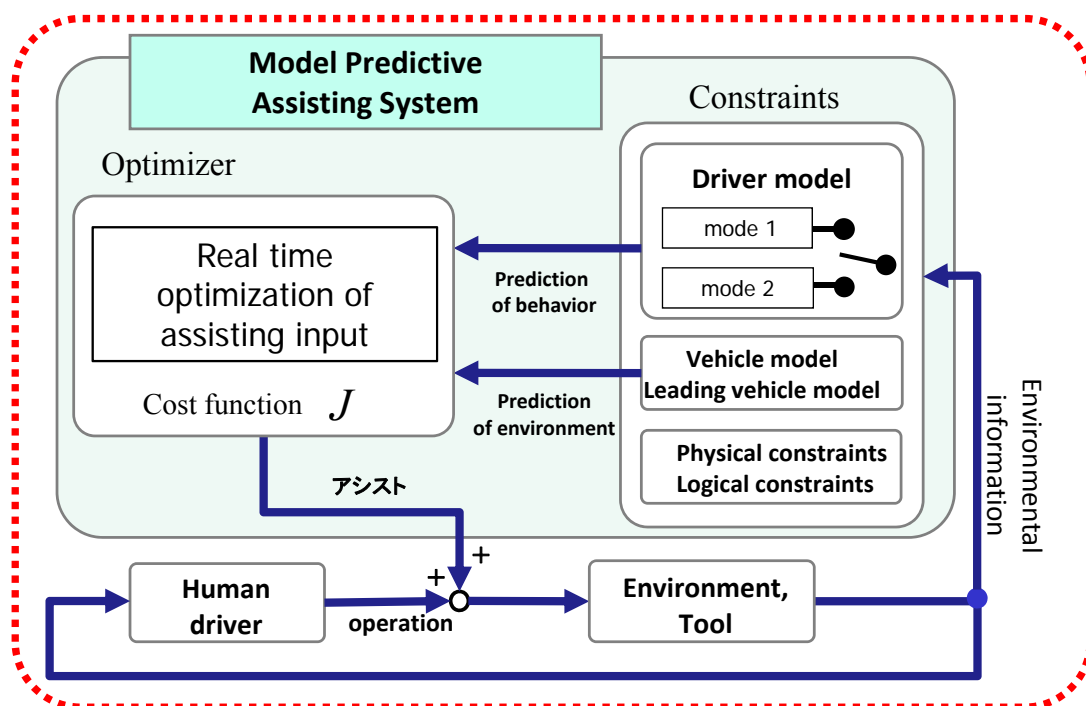 Model Predictive
Assisting System
Constraints
Optimizer
Driver model
mode 1
mode 2
Real time
optimization of
assisting input
Cost function J
Prediction
of behavior
Vehicle model
Leading vehicle model
Prediction
of environment
Physical constraints
Logical constraints
Environmental
information
アシスト
+
+
Human
driver
operation
Environment,
Tool